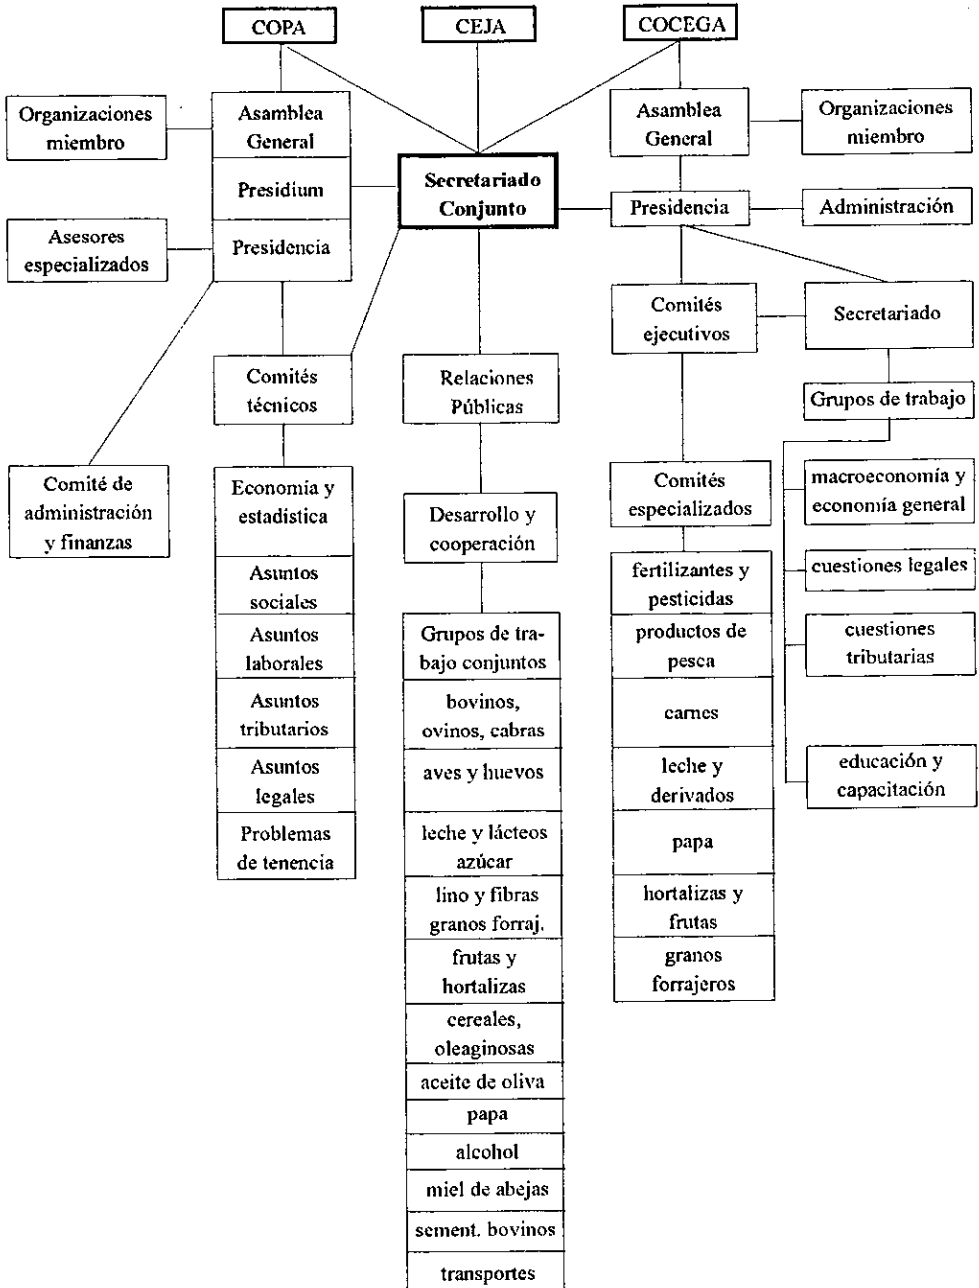 COPA
CEJA
COCEGA
Organizaciones
miembro
Asamblea
General
Presidium
Presidencia
Asesores
especializados
Secretariado
Conjunto
Asamblea
General
Organizaciones
miembro
Presidencia
Administración
Comités
ejecutivos
Secretariado
Comités
técnicos
Relaciones
Públicas
Grupos de trabajo
Comité de
administración
y finanzas
Economía y
estadística
Asuntos
sociales
Asuntos
laborales
Asuntos
tributarios
Asuntos
legales
Problemas
de tenencia
Desarrollo y
cooperación
Grupos de tra-
bajo conjuntos
bovinos,
ovinos, cabras
aves y huevos
leche y lácteos
azúcar
lino y fibras
granos forraj.
frutas y
hortalizas
cereales,
oleaginosas
aceite de oliva
papa
alcohol
miel de abejas
sement. bovinos
transportes
Comités
especializados
fertilizantes y
pesticidas
productos de
pesca
carnes
leche y
derivados
papa
hortalizas y
frutas
granos
forrajeros
macroeconomía y
economía general
cuestiones legales
cuestiones
tributarias
educación y
capacitación